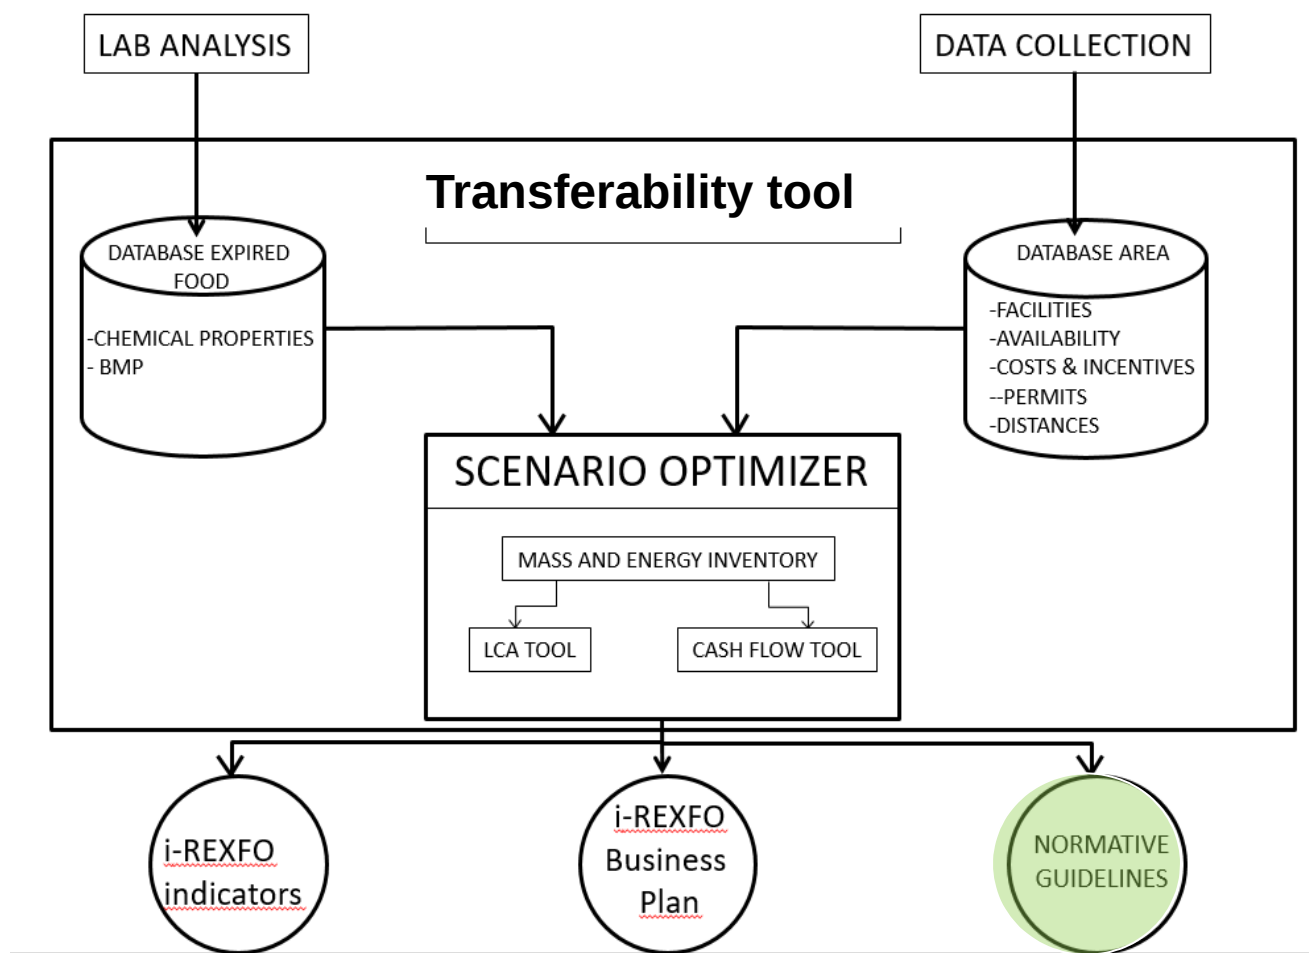 LAB ANALYSIS
DATA COLLECTION
Transferability tool
DATABASE EXPIRED
FOOD
-CHEMICAL PROPERTIES
- BMP
DATABASE AREA
-FACILITIES
-AVAILABILITY
-COSTS & INCENTIVES
--PERMITS
-DISTANCES
SCENARIO OPTIMIZER
MASS AND ENERGY INVENTORY
LCA TOOL
CASH FLOW TOOL
i-REXFO
indicators
i-REXFO
Business
Plan
NORMATIVE
GUIDELINES